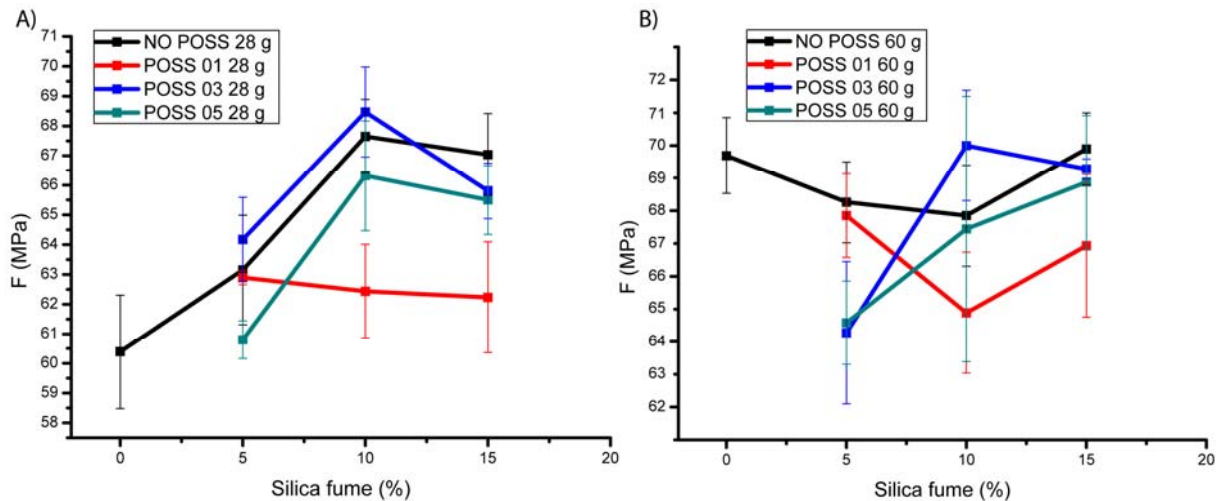 A)
NO POSS 28 g
POSS 01 28 g
POSS 03 28 g
POSS 05 28 g
71
70
69
68
67
66
65
64
63
62
61
60
59
58
F (MPa)
0 5 10 15 20
Silica fume (%)
B)
NO POSS 60 g
POSS 01 60 g
POSS 03 60 g
POSS 05 60 g
72
71
70
69
68
67
66
65
64
63
62
61
F (MPa)
0 5 10 15 20
Silica fume (%)